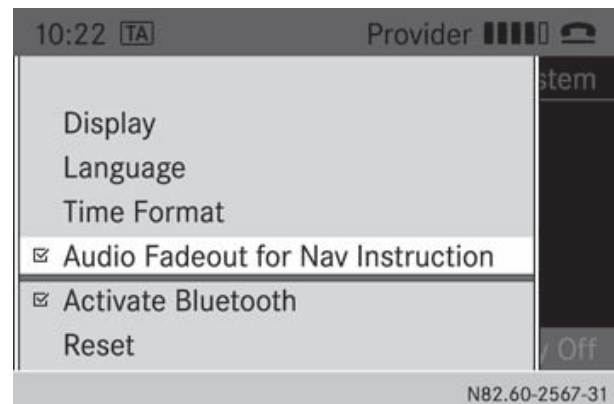 10:22 TA Provider
stem
Display
Language
Time Format
Audio Fadeout for Nav Instruction
Activate Bluetooth
Reset
Off
N82.60-2567-31